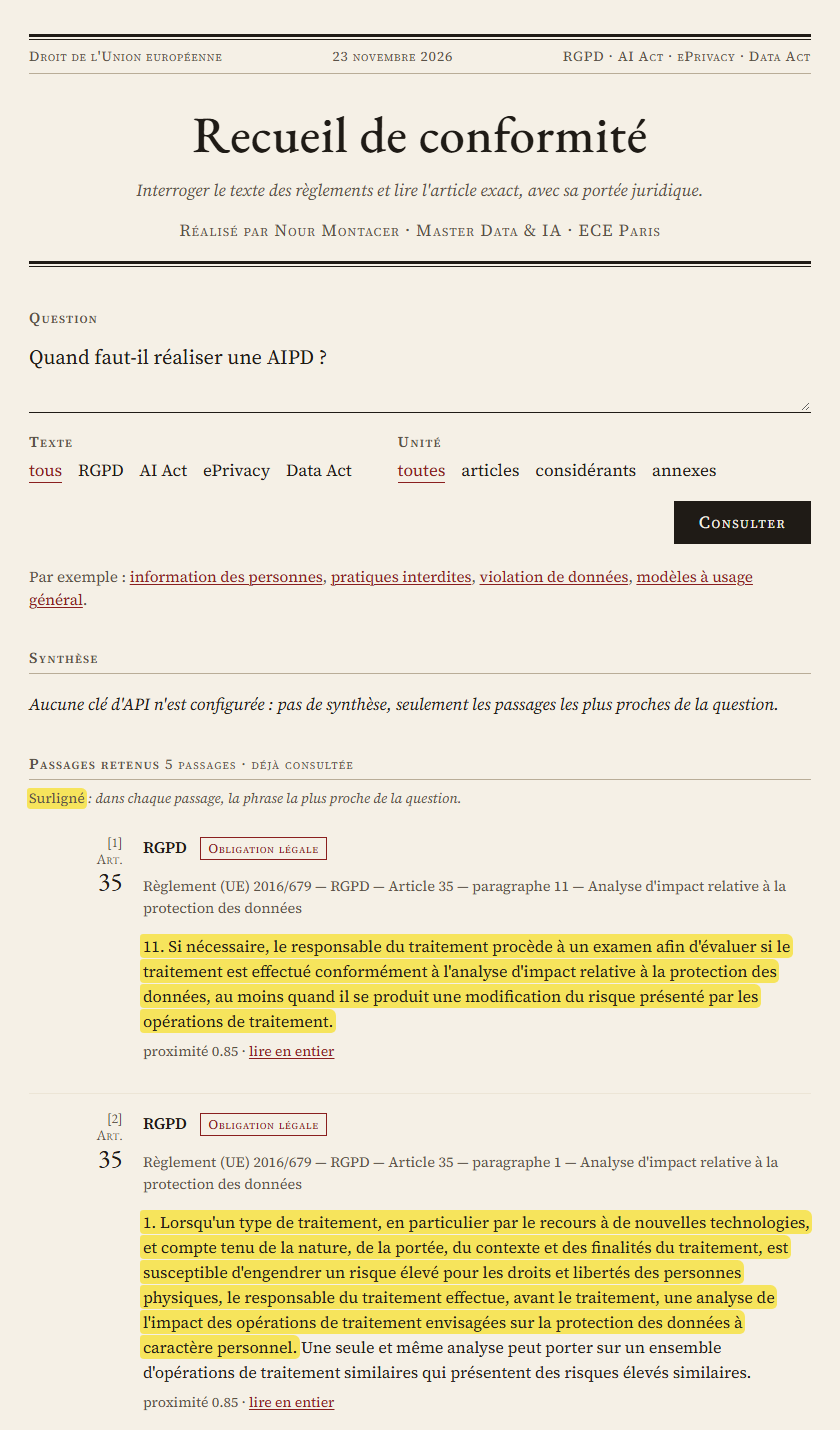 Droit de l'Union européenne
23 novembre 2026
RGPD · AI Act · ePrivacy · Data Act
Recueil de conformité
Interroger le texte des règlements et lire l'article exact, avec sa portée juridique.
Réalisé par Nour Montacer · Master Data & IA · ECE Paris
Question
Quand faut-il réaliser une AIPD ?
Texte
tous RGPD AI Act ePrivacy Data Act
Unité
toutes articles considérants annexes
Consulter
Par exemple : information des personnes, pratiques interdites, violation de données, modèles à usage
général.
Synthèse
Aucune clé d'API n'est configurée : pas de synthèse, seulement les passages les plus proches de la question.
Passages retenus 5 passages · déjà consultée
Surligné : dans chaque passage, la phrase la plus proche de la question.
[1]
Art.
35
RGPD Obligation légale
Règlement (UE) 2016/679 — RGPD — Article 35 — paragraphe 11 — Analyse d'impact relative à la
protection des données
11. Si nécessaire, le responsable du traitement procède à un examen afin d'évaluer si le
traitement est effectué conformément à l'analyse d'impact relative à la protection des
données, au moins quand il se produit une modification du risque présenté par les
opérations de traitement.
proximité 0.85 · lire en entier
[2]
Art.
35
RGPD Obligation légale
Règlement (UE) 2016/679 — RGPD — Article 35 — paragraphe 1 — Analyse d'impact relative à la
protection des données
1. Lorsqu'un type de traitement, en particulier par le recours à de nouvelles technologies,
et compte tenu de la nature, de la portée, du contexte et des finalités du traitement, est
susceptible d'engendrer un risque élevé pour les droits et libertés des personnes
physiques, le responsable du traitement effectue, avant le traitement, une analyse de
l'impact des opérations de traitement envisagées sur la protection des données à
caractère personnel. Une seule et même analyse peut porter sur un ensemble
d'opérations de traitement similaires qui présentent des risques élevés similaires.
proximité 0.85 · lire en entier